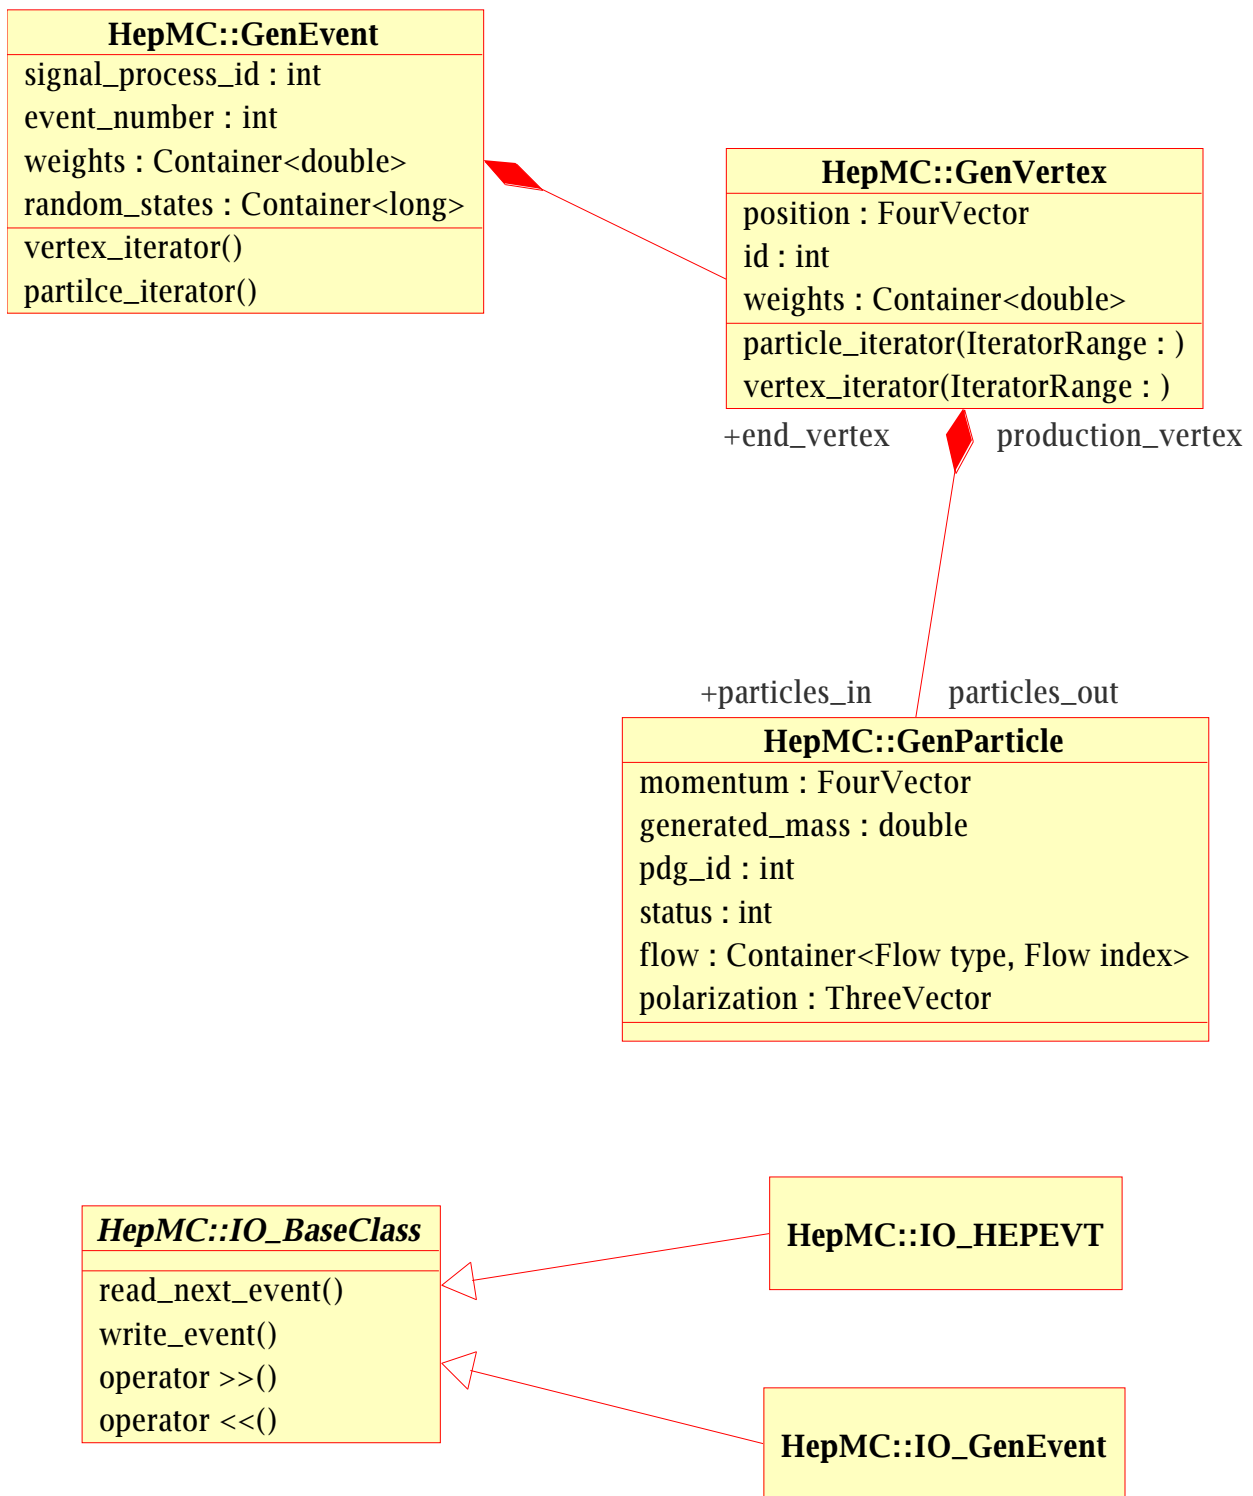 HepMC::GenEvent
signal_process_id : int
event_number : int
weights : Container<double>
random_states : Container<long>
vertex_iterator()
partilce_iterator()
HepMC::GenVertex
position : FourVector
id : int
weights : Container<double>
particle_iterator(IteratorRange : )
vertex_iterator(IteratorRange : )
+end_vertex
production_vertex
+particles_in
particles_out
HepMC::GenParticle
momentum : FourVector
generated_mass : double
pdg_id : int
status : int
flow : Container<Flow type, Flow index>
polarization : ThreeVector
HepMC::IO_BaseClass
read_next_event()
write_event()
operator >>()
operator <<()
HepMC::IO_HEPEVT
HepMC::IO_GenEvent